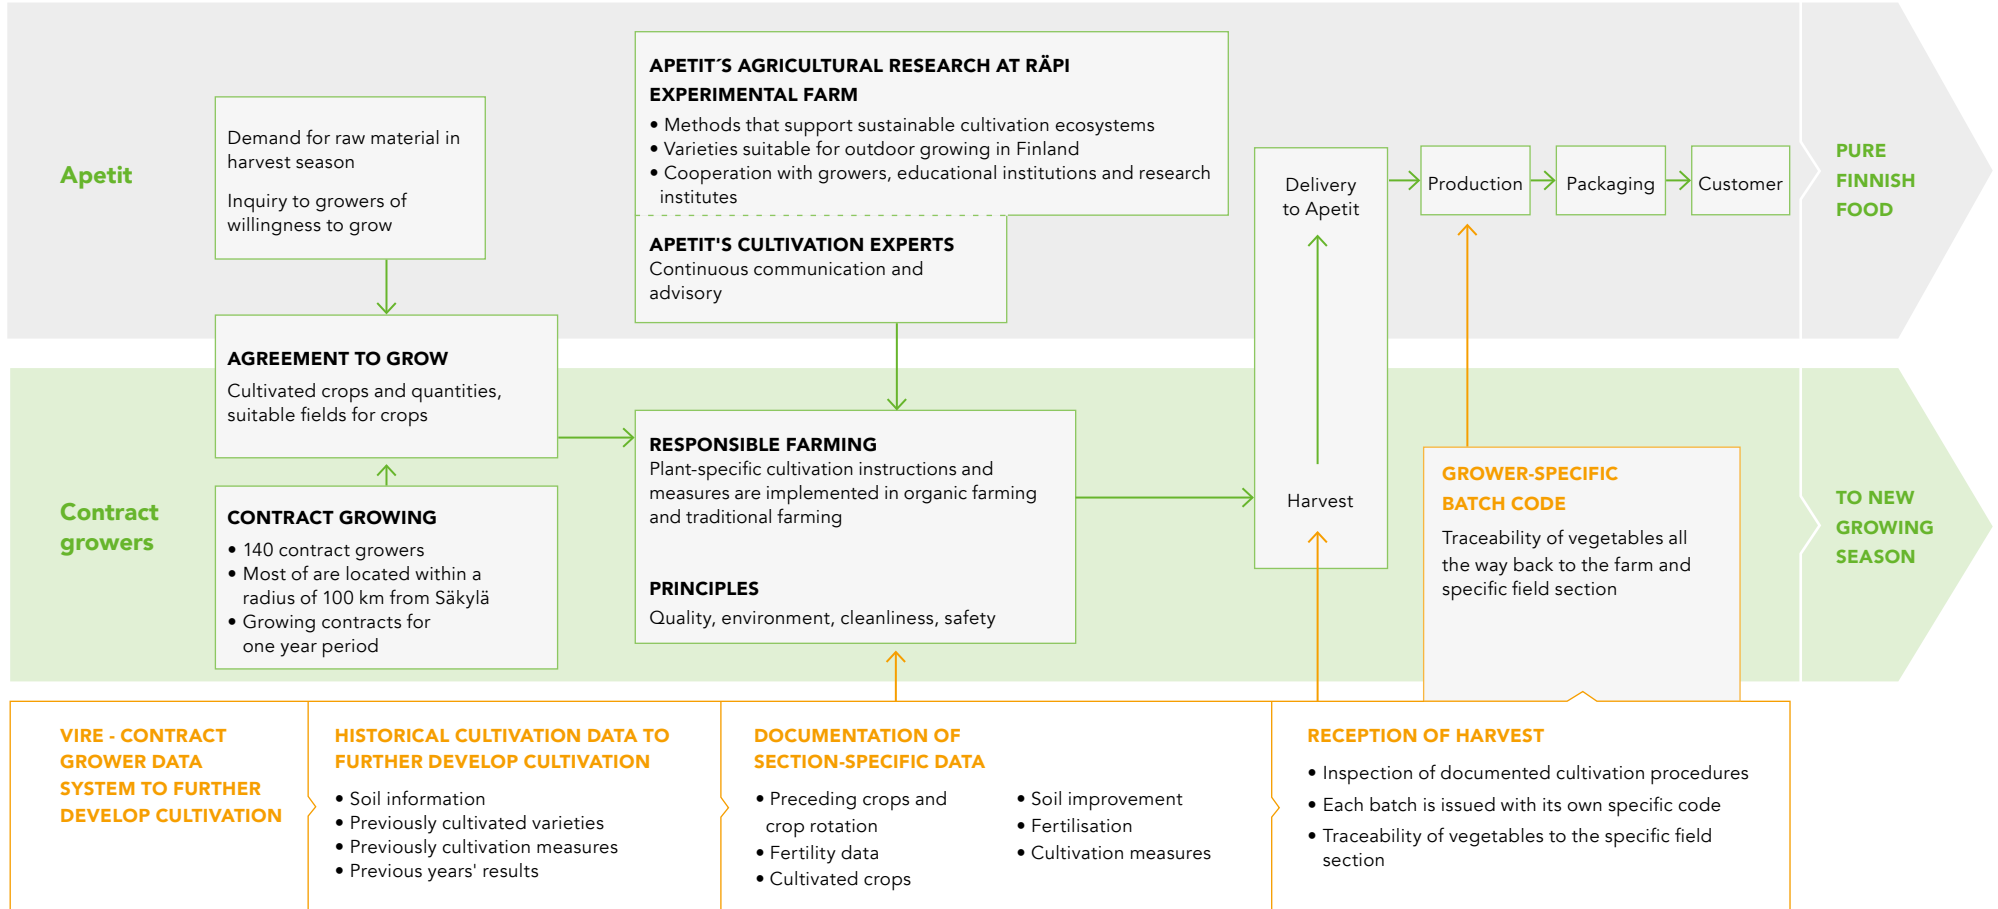 Apetit
Demand for raw material in
harvest season
Inquiry to growers of
willingness to grow
APETIT´S AGRICULTURAL RESEARCH AT RÄPI
EXPERIMENTAL FARM
• Methods that support sustainable cultivation ecosystems
• Varieties suitable for outdoor growing in Finland
• Cooperation with growers, educational institutions and research
institutes
APETIT'S CULTIVATION EXPERTS
Continuous communication and
advisory
Delivery
to Apetit
Production
Packaging
Customer
PURE
FINNISH
FOOD
AGREEMENT TO GROW
Cultivated crops and quantities,
suitable fields for crops
Contract
growers
CONTRACT GROWING
• 140 contract growers
• Most of are located within a
radius of 100 km from Säkylä
• Growing contracts for
one year period
RESPONSIBLE FARMING
Plant-specific cultivation instructions and
measures are implemented in organic farming
and traditional farming
PRINCIPLES
Quality, environment, cleanliness, safety
Harvest
GROWER-SPECIFIC
BATCH CODE
Traceability of vegetables all
the way back to the farm and
specific field section
TO NEW
GROWING
SEASON
VIRE - CONTRACT
GROWER DATA
SYSTEM TO FURTHER
DEVELOP CULTIVATION
HISTORICAL CULTIVATION DATA TO
FURTHER DEVELOP CULTIVATION
• Soil information
• Previously cultivated varieties
• Previously cultivation measures
• Previous years' results
DOCUMENTATION OF
SECTION-SPECIFIC DATA
• Preceding crops and
crop rotation
• Fertility data
• Cultivated crops
• Soil improvement
• Fertilisation
• Cultivation measures
RECEPTION OF HARVEST
• Inspection of documented cultivation procedures
• Each batch is issued with its own specific code
• Traceability of vegetables to the specific field
section